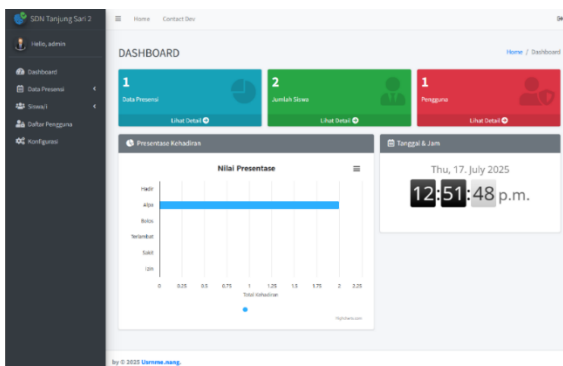 SDN Tanjung Sari 2
Home Contact Dev
Hello, admin
Dashboard
Data Presensi
Siswa/i
Daftar Pengguna
Konfigurasi
DASHBOARD
Home / Dashboard
1
Data Presensi
Lihat Detail
2
Jumlah Siswa
Lihat Detail
1
Pengguna
Lihat Detail
Presentase Kehadiran
Nilai Presentase
Hadir
Alpa
Bolos
Terlambat
Sakit
Izin
0 0.25 0.5 0.75 1 1.25 1.5 1.75 2 2.25
Total Kehadiran
Highcharts.com
Tanggal & Jam
Thu, 17. July 2025
12:51:48 p.m.
by © 2025 Usrnme.nang.